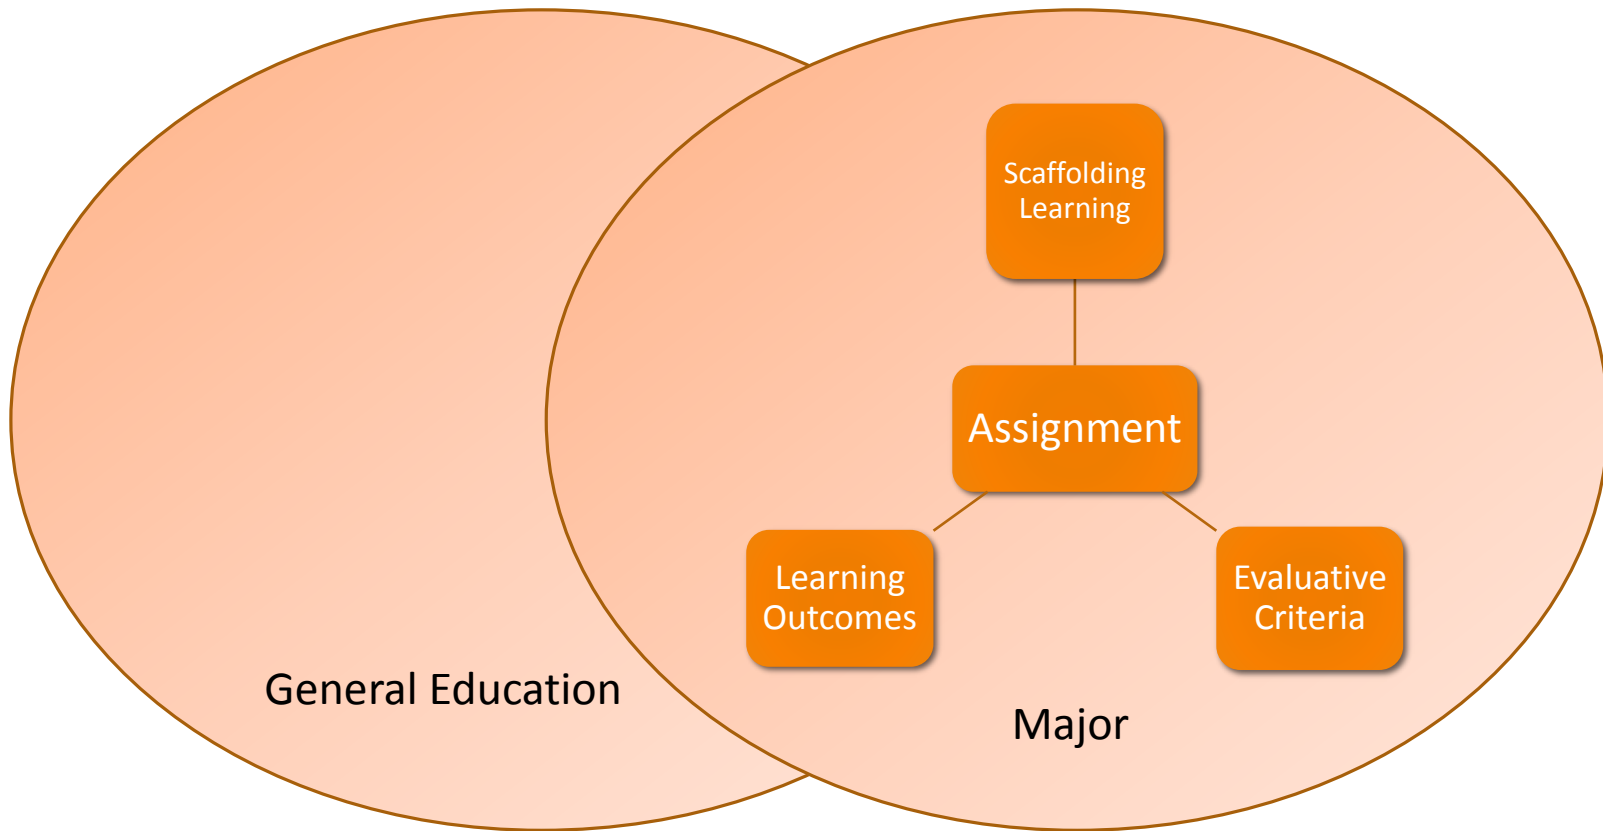 Scaffolding
Learning
Assignment
Learning
Outcomes
Evaluative
Criteria
General Education
Major